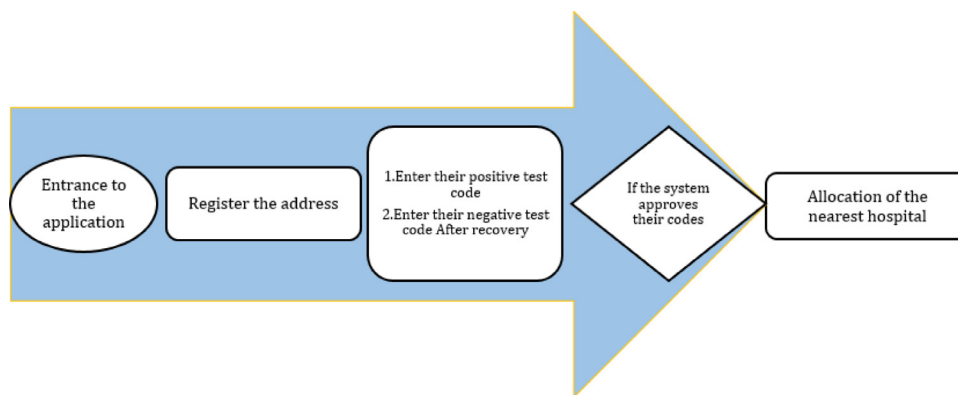 Entrance to
the
application
Register the address
1.Enter their positive test
code
2.Enter their negative test
code After recovery
If the system
approves
their codes
Allocation of the
nearest hospital